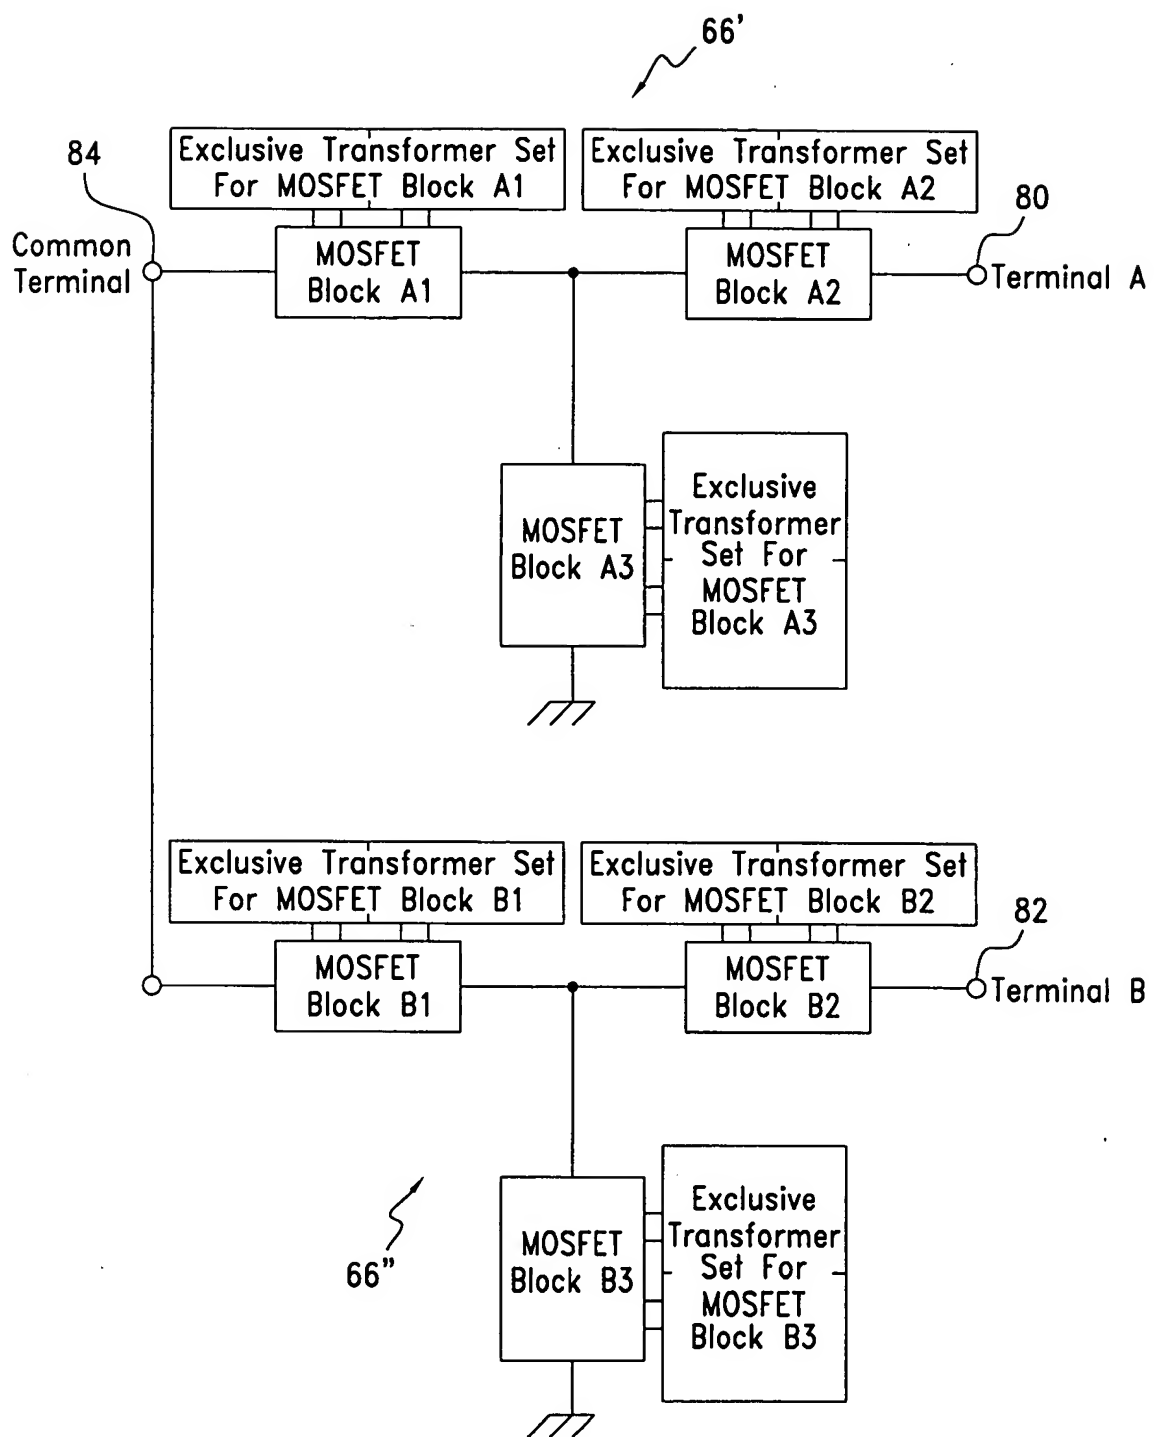 66'
84
Exclusive Transformer Set
For MOSFET Block A1
Exclusive Transformer Set
For MOSFET Block A2
80
Common
Terminal
MOSFET
Block A1
MOSFET
Block A2
Terminal A
MOSFET
Block A3
Exclusive
Transformer
Set For
MOSFET
Block A3
Exclusive Transformer Set
For MOSFET Block B1
Exclusive Transformer Set
For MOSFET Block B2
82
MOSFET
Block B1
MOSFET
Block B2
Terminal B
66"
MOSFET
Block B3
Exclusive
Transformer
Set For
MOSFET
Block B3